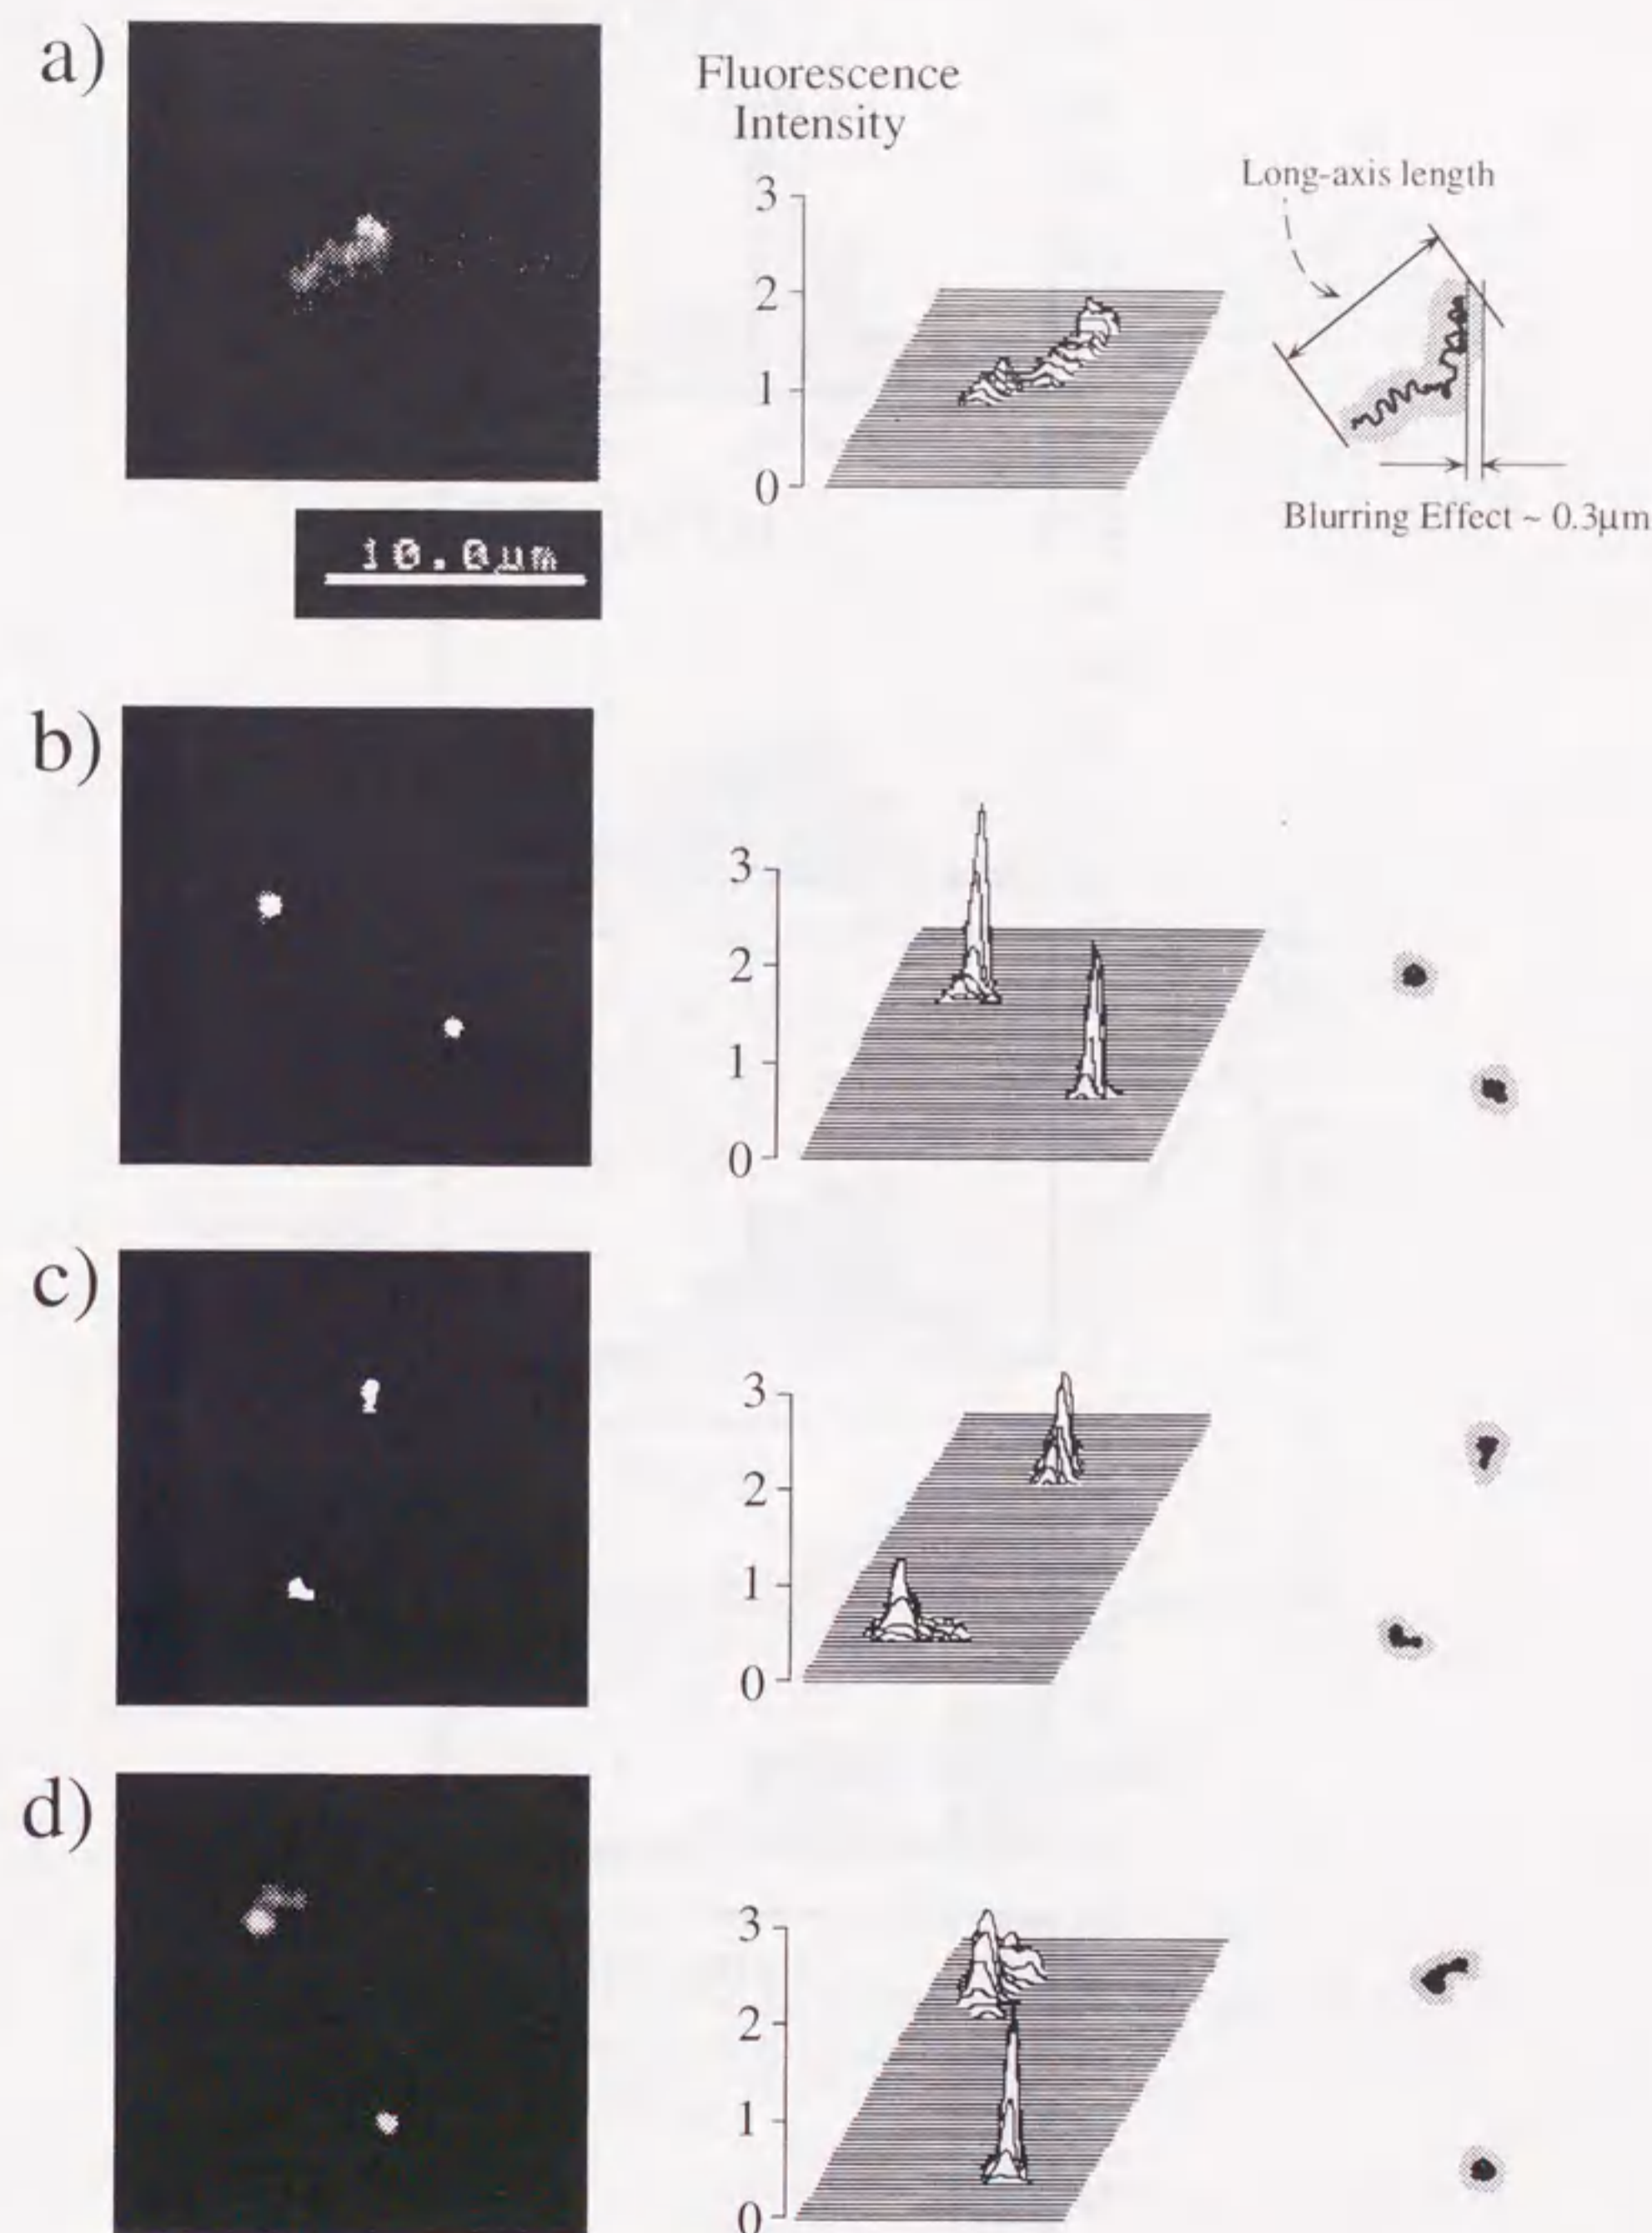 a)
Fluorescence
Intensity
3
2
1
0
Long-axis length
Blurring Effect ~ 0.3μm
10.0μm
b)
3
2
1
0
c)
3
2
1
0
d)
3
2
1
0